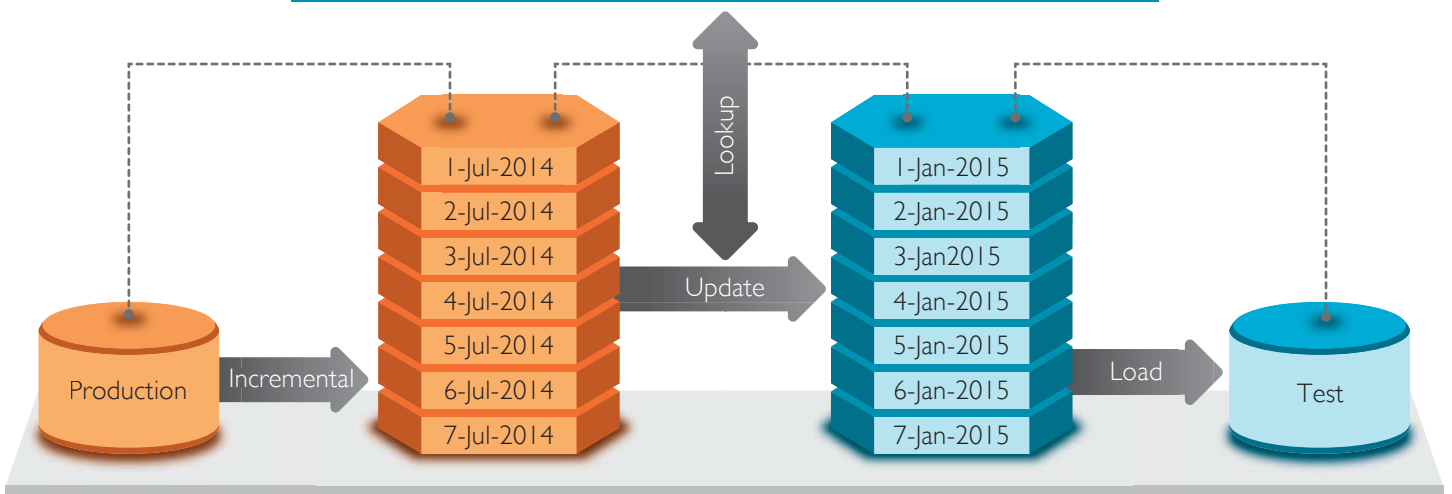 Lookup
1-Jul-2014
2-Jul-2014
3-Jul-2014
4-Jul-2014
5-Jul-2014
6-Jul-2014
7-Jul-2014
1-Jan-2015
2-Jan-2015
3-Jan2015
4-Jan-2015
5-Jan-2015
6-Jan-2015
7-Jan-2015
Update
Production
Incremental
Load
Test